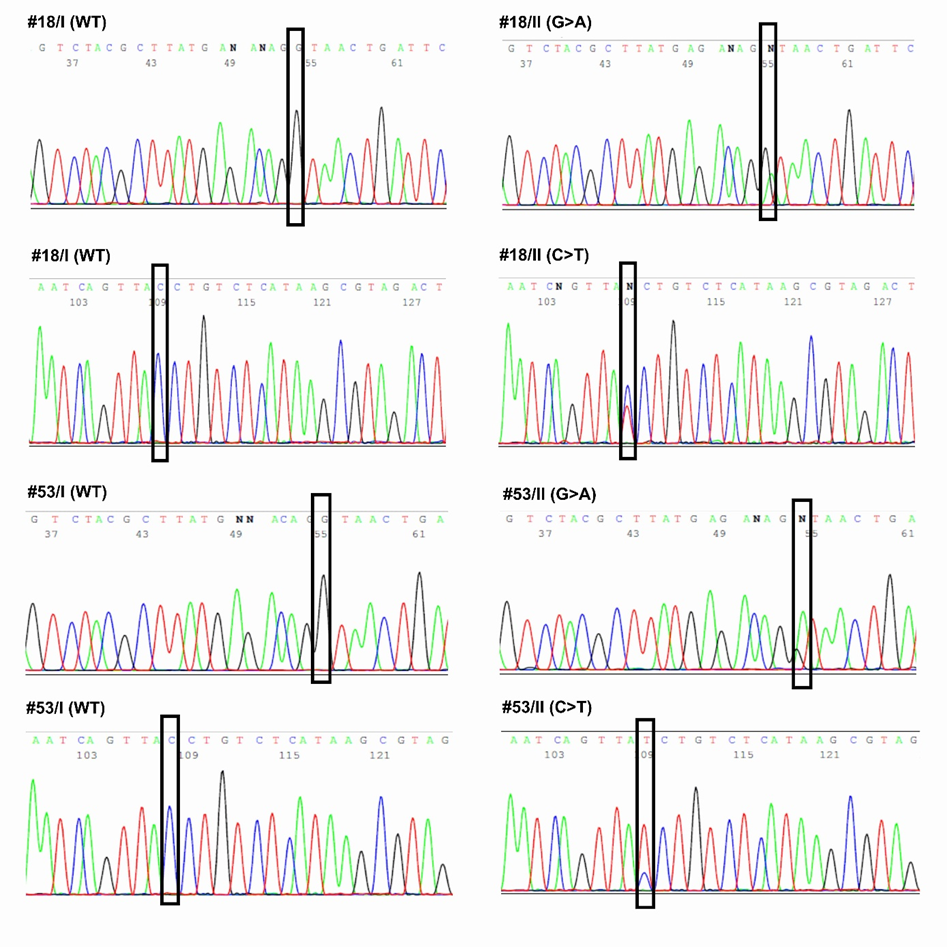 #18/I (WT)
G T C T A C G C T T A T G A N A N A G G T A A C T G A T T C
37 43 49 55 61
#18/II (G>A)
G T C T A C G C T T A T G A G A N A G N T A A C T G A T T C
37 43 49 55 61
#18/I (WT)
A A T C A G T T A C C T G T C T C A T A A G C G T A G A C T
103 109 115 121 127
#18/II (C>T)
A A T C N G T T A N C T G T C T C A T A A G C G T A G A C T
103 109 115 121 127
#53/I (WT)
G T C T A C G C T T A T G N N A C A G G T A A C T G A
37 43 49 55 61
#53/II (G>A)
G T C T A C G C T T A T G A G A N A G N T A A C T G A
37 43 49 55 61
#53/I (WT)
A A T C A G T T A C C T G T C T C A T A A G C G T A G
103 109 115 121
#53/II (C>T)
A A T C A G T T A T C T G T C T C A T A A G C G T A G
103 09 115 121